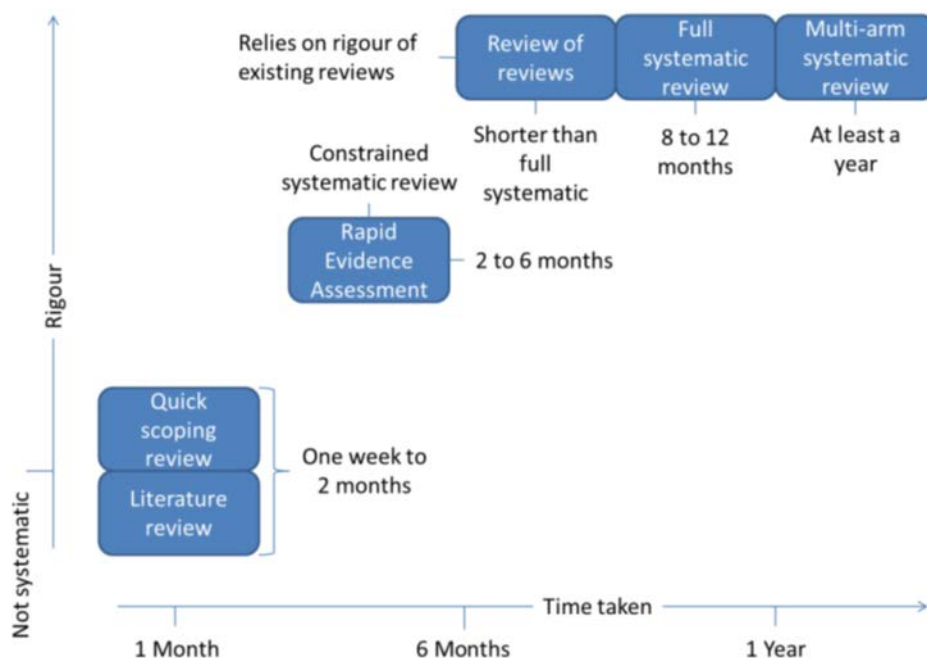 Relies on rigour of
existing reviews
Review of
reviews
Full
systematic
review
Multi-arm
systematic
review
Shorter than
full
systematic
8 to 12
months
At least a
year
Constrained
systematic review
Rapid
Evidence
Assessment
2 to 6 months
Rigour
Quick
scoping
review
Literature
review
One week to
2 months
Not systematic
Time taken
1 Month
6 Months
1 Year